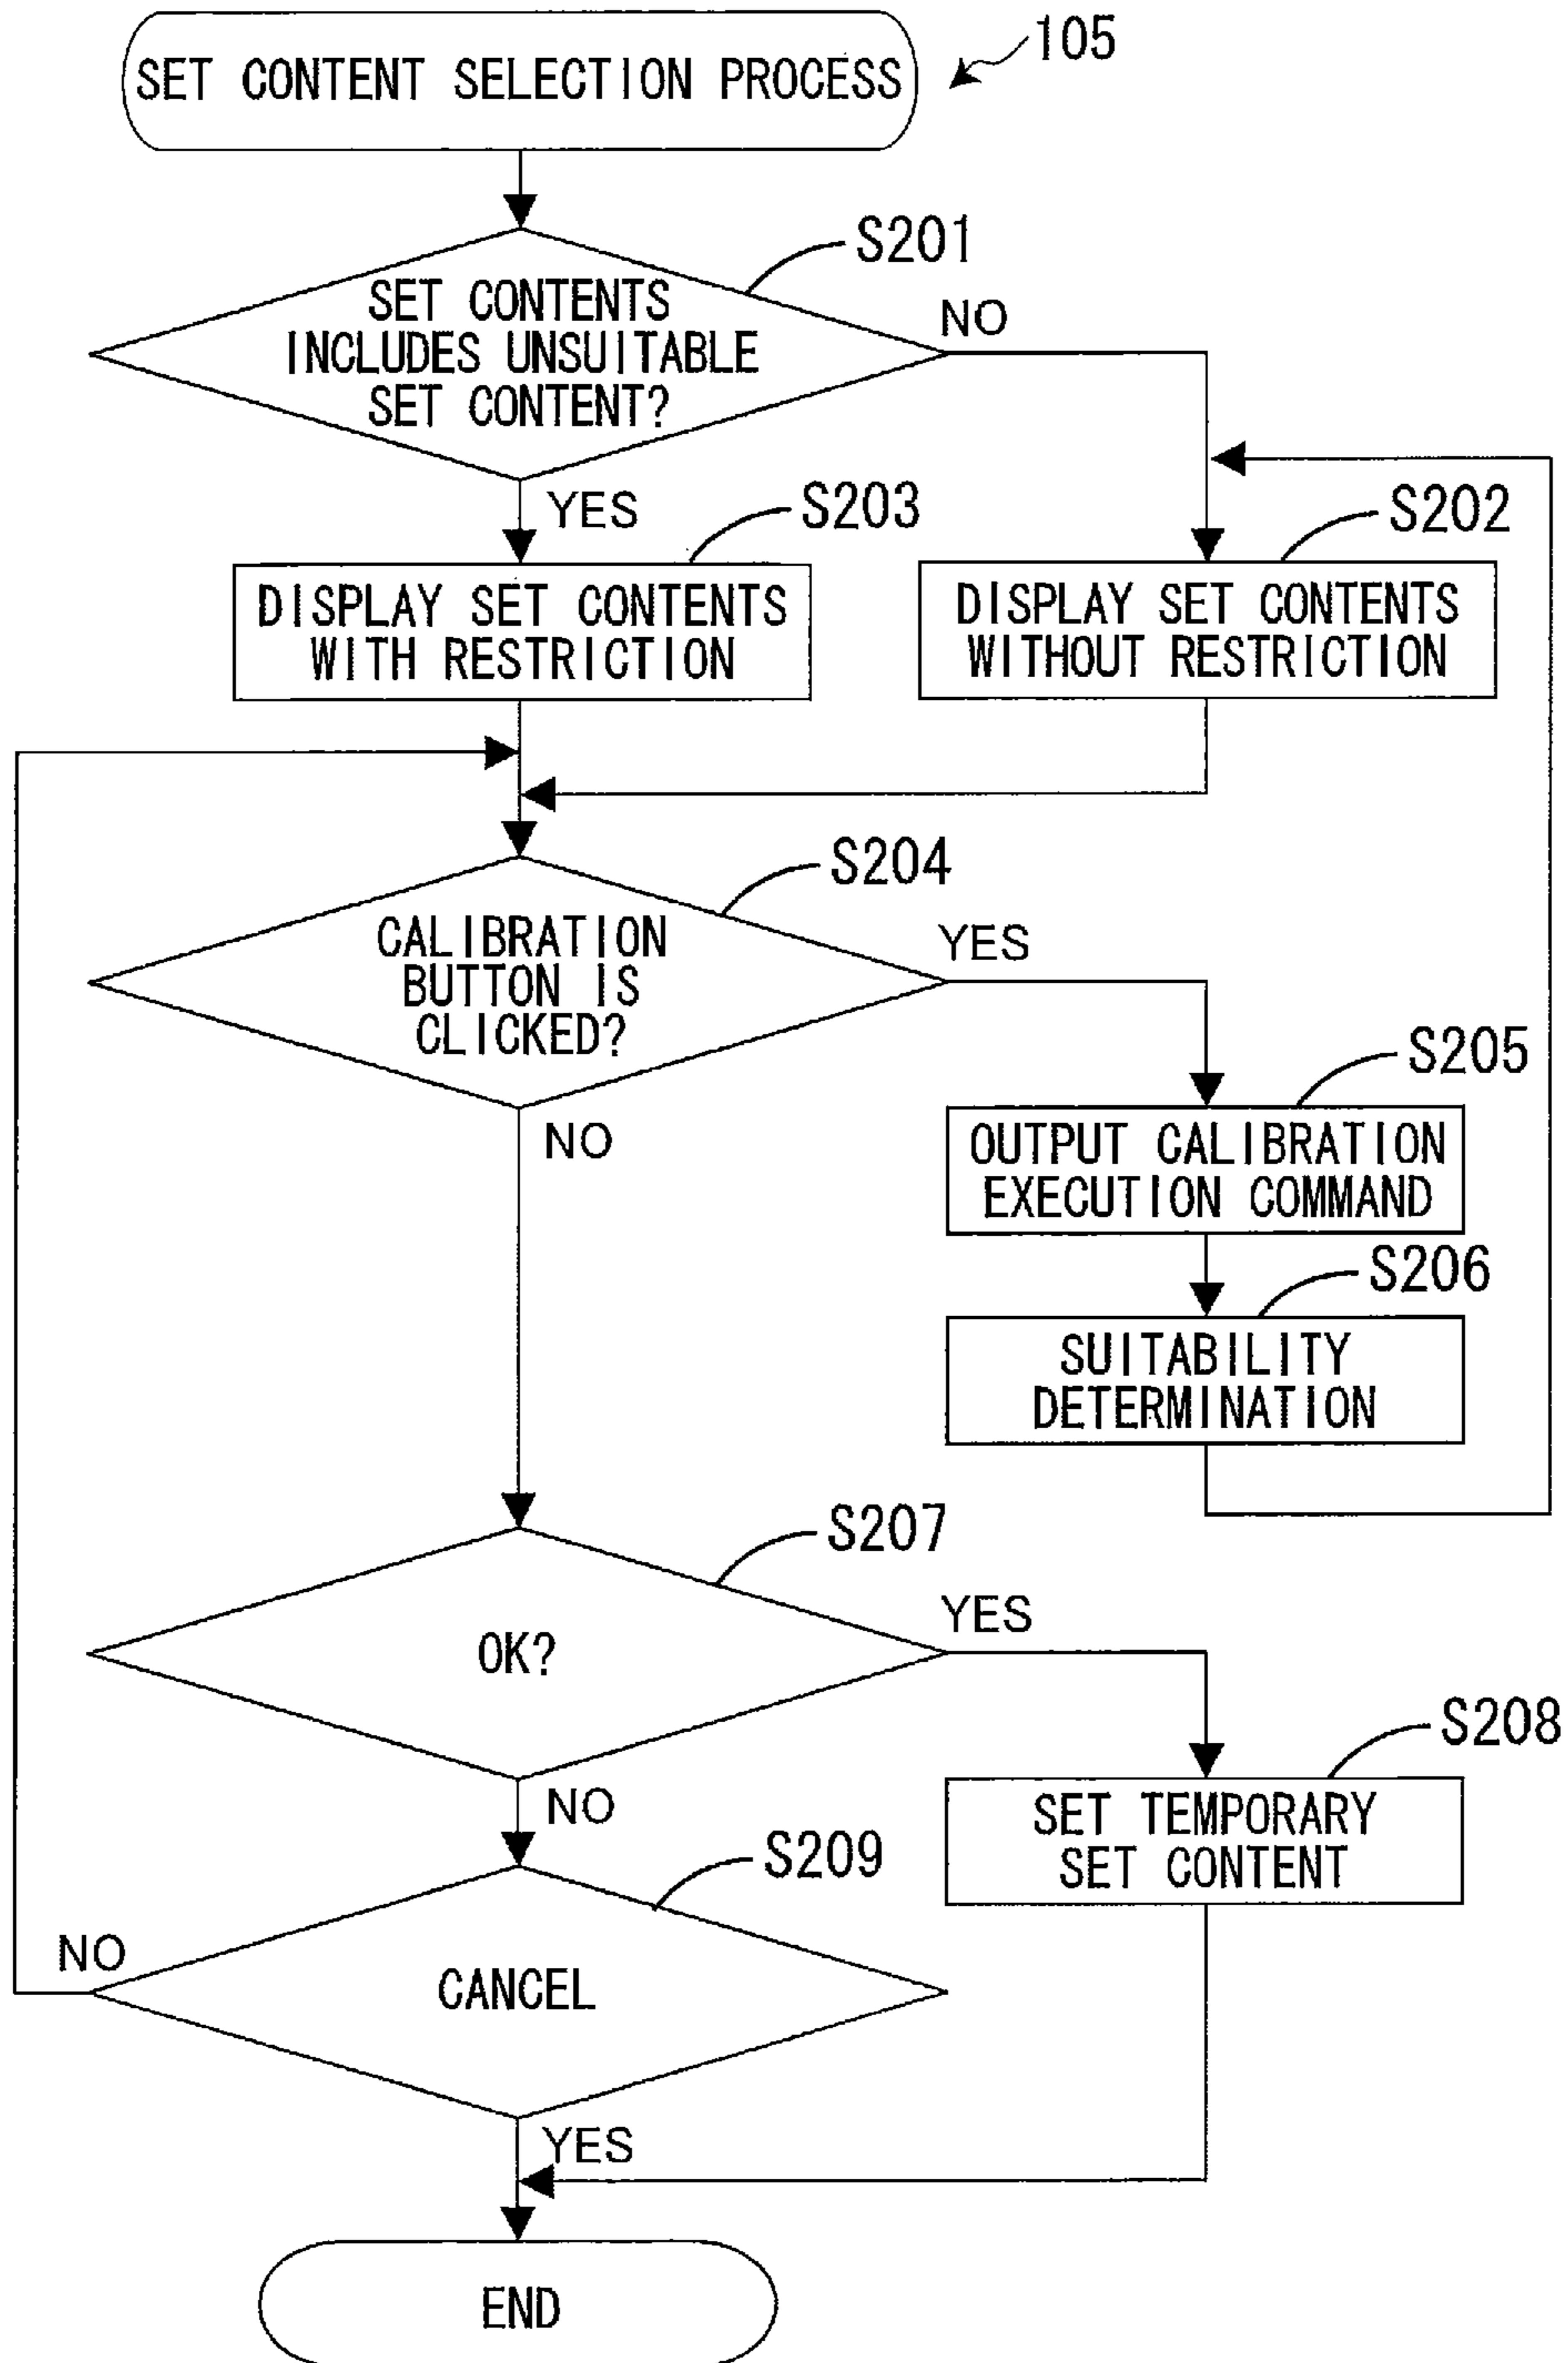 SET CONTENT SELECTION PROCESS
105
S201
SET CONTENTS
INCLUDES UNSUITABLE
SET CONTENT?
NO
YES
S203
DISPLAY SET CONTENTS
WITH RESTRICTION
S202
DISPLAY SET CONTENTS
WITHOUT RESTRICTION
S204
CALIBRATION
BUTTON IS
CLICKED?
YES
NO
S205
OUTPUT CALIBRATION
EXECUTION COMMAND
S206
SUITABILITY
DETERMINATION
S207
OK?
YES
NO
S208
SET TEMPORARY
SET CONTENT
S209
CANCEL
NO
YES
END